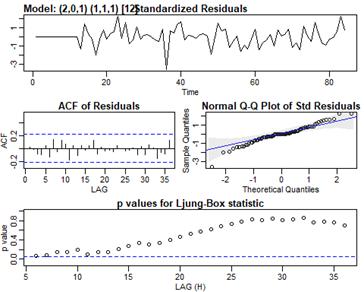 Model: (2,0,1) (1,1,1) [12] Standardized Residuals
-3 -1 1
0 20 40 60 80
Time
ACF of Residuals
Normal Q-Q Plot of Std Residuals
ACF
-0.2 0.2
0 5 10 15 20 25 30 35
LAG
Sample Quantiles
-3 -1 1
-2 -1 0 1 2
Theoretical Quantiles
p values for Ljung-Box statistic
p value
0.0 0.4 0.8
5 10 15 20 25 30 35
LAG (H)